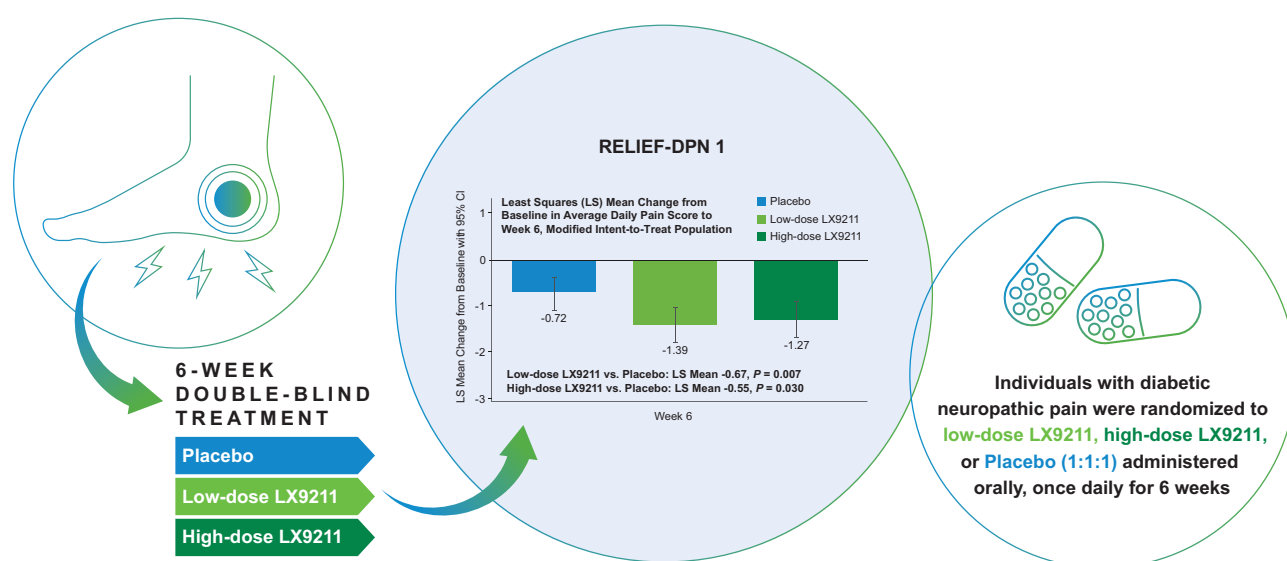 6-WEEK
DOUBLE-BLIND
TREATMENT
Placebo
Low-dose LX9211
High-dose LX9211
RELIEF-DPN 1
LS Mean Change from Baseline with 95% CI
Least Squares (LS) Mean Change from
Baseline in Average Daily Pain Score to
Week 6, Modified Intent-to-Treat Population
Placebo
Low-dose LX9211
High-dose LX9211
1
0
-1
-2
-3
-0.72
-1.39
-1.27
Low-dose LX9211 vs. Placebo: LS Mean -0.67, P = 0.007
High-dose LX9211 vs. Placebo: LS Mean -0.55, P = 0.030
Week 6
Individuals with diabetic
neuropathic pain were randomized to
low-dose LX9211, high-dose LX9211,
or Placebo (1:1:1) administered
orally, once daily for 6 weeks